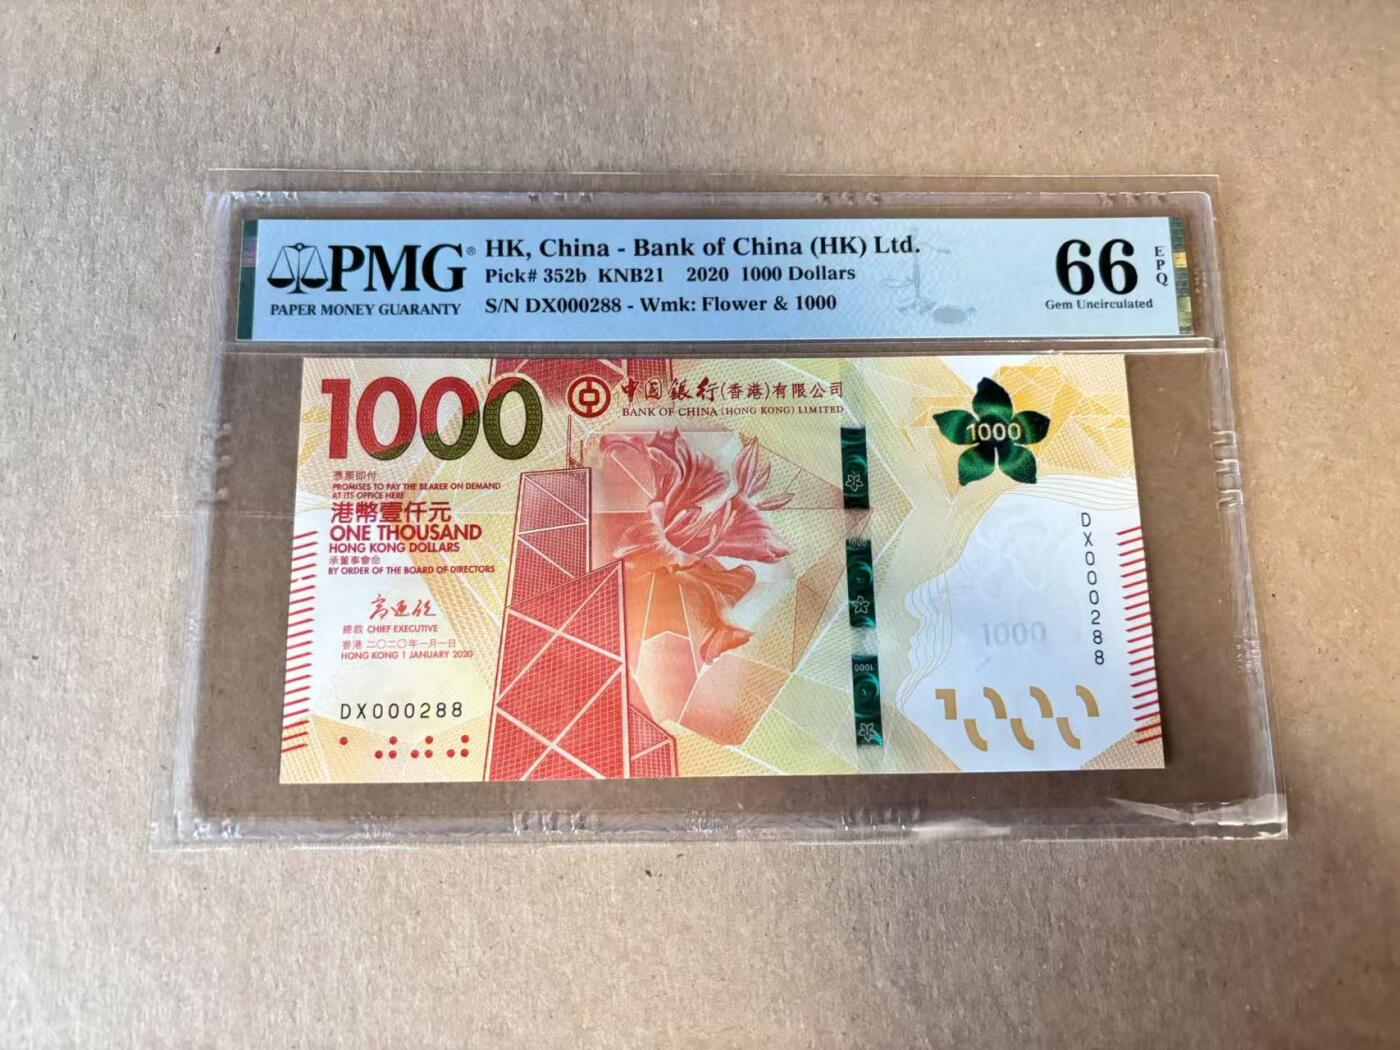 PMG®
PAPER MONEY GUARANTY
HK, China - Bank of China (HK) Ltd.
Pick# 352b KNB21 2020 1000 Dollars
S/N DX000288 - Wmk: Flower & 1000
66
EPQ
Gem Uncirculated
1000
中国銀行(香港)有限公司
BANK OF CHINA (HONG KONG) LIMITED
1000
憑票即付
PROMISES TO PAY THE BEARER ON DEMAND
AT ITS OFFICE HERE
港幣壹仟元
ONE THOUSAND
HONG KONG DOLLARS
承董事會命
BY ORDER OF THE BOARD OF DIRECTORS
總裁 CHIEF EXECUTIVE
香港 二〇二〇年一月一日
HONG KONG 1 JANUARY 2020
DX000288
1000
1000
DX000288
1000
1000